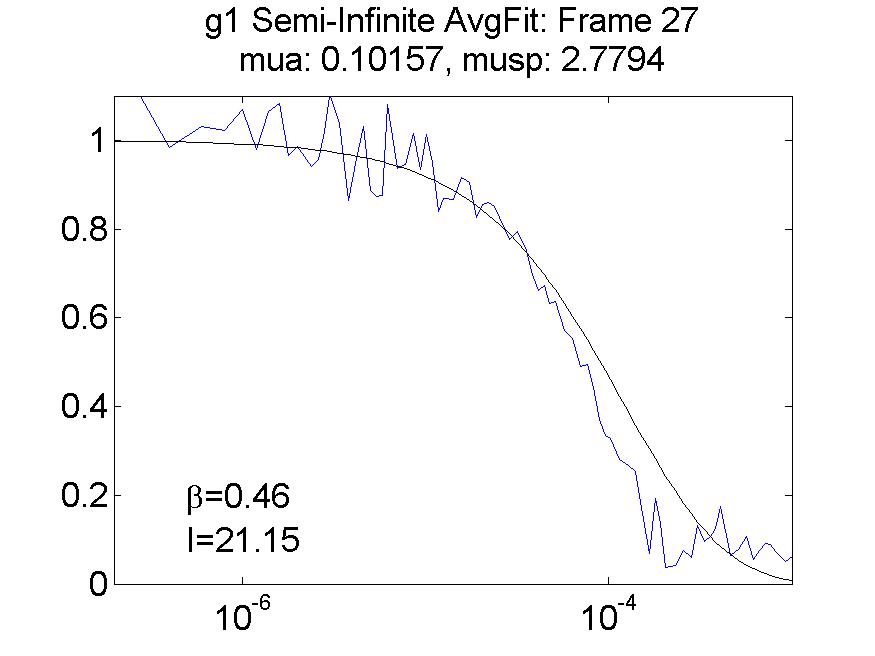 g1 Semi-Infinite AvgFit: Frame 27
mua: 0.10157, musp: 2.7794
1
0.8
0.6
0.4
0.2
0
β=0.46
I=21.15
10^-6
10^-4